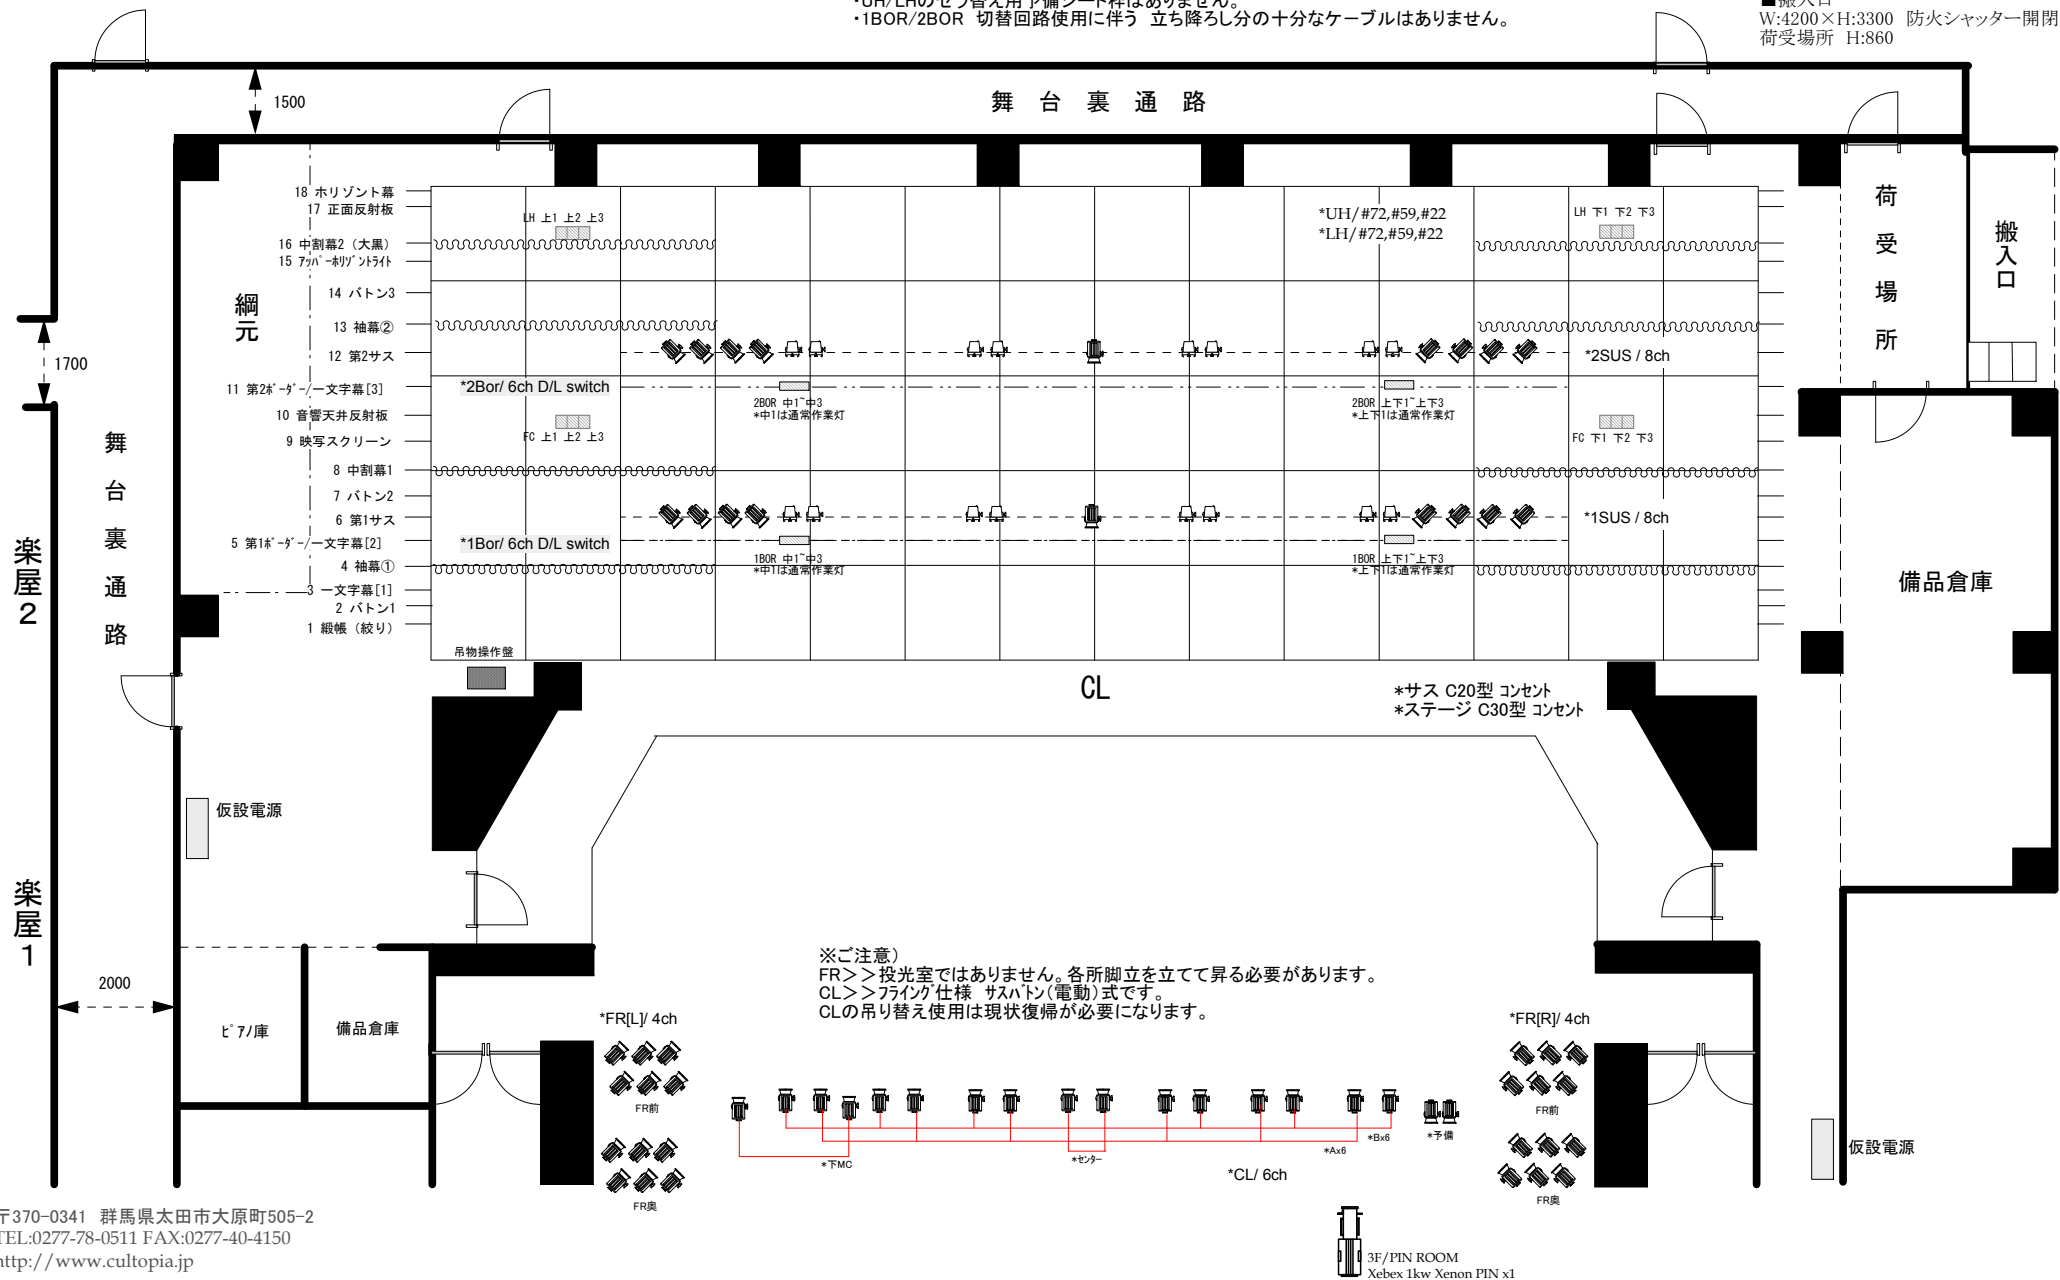 ・UH/LHのゼラ替え用予備シート枠はありません。
・1BOR/2BOR 切替回路使用に伴う 立ち降ろし分の十分なケーブルはありません。
■搬入口
W:4200×H:3300 防火シャッター開閉
荷受場所 H:860
1500
舞台裏通路
18 ホリゾント幕
17 正面反射板
16 中割幕2（大黒）
15 アッパーホリゾントライト
14 バトン3
13 袖幕②
12 第2サス
11 第2ボーダー/一文字幕[3]
10 音響天井反射板
9 映写スクリーン
8 中割幕1
7 バトン2
6 第1サス
5 第1ボーダー/一文字幕[2]
4 袖幕①
3 一文字幕[1]
2 バトン1
1 緞帳（絞り）
綱元
LH 上1 上2 上3
*UH/#72,#59,#22
*LH/#72,#59,#22
LH 下1 下2 下3
荷受場所
搬入口
1700
*2SUS / 8ch
*2Bor/ 6ch D/L switch
2BOR 中1~中3
*中1は通常作業灯
2BOR 上下1~上下3
*上下1は通常作業灯
FC 上1 上2 上3
FC 下1 下2 下3
舞台裏通路
*1SUS / 8ch
*1Bor/ 6ch D/L switch
1BOR 中1~中3
*中1は通常作業灯
1BOR 上下1~上下3
*上下1は通常作業灯
楽屋2
備品倉庫
吊物操作盤
CL
*サス C20型 コンセント
*ステージ C30型 コンセント
仮設電源
楽屋1
2000
ピアノ庫
備品倉庫
※ご注意)
FR＞＞投光室ではありません。各所脚立を立てて昇る必要があります。
CL＞＞フライング仕様 サスバトン(電動)式です。
CLの吊り替え使用は現状復帰が必要になります。
*FR[L]/ 4ch
*FR[R]/ 4ch
FR前
FR前
*予備
*Bx6
*Ax6
*センター
*下MC
*CL/ 6ch
FR奥
FR奥
仮設電源
〒370-0341 群馬県太田市大原町505-2
TEL:0277-78-0511 FAX:0277-40-4150
http://www.cultopia.jp
3F/PIN ROOM
Xebex 1kw Xenon PIN x1